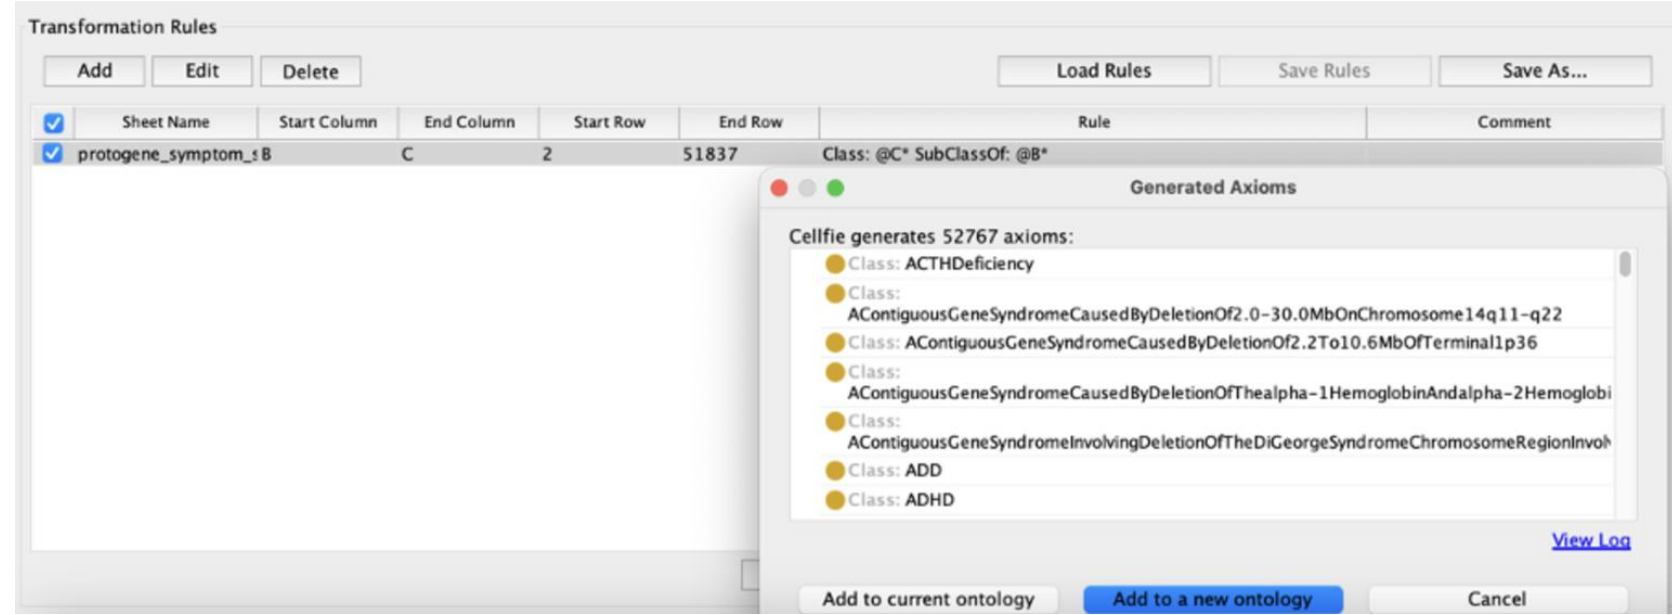 Transformation Rules
Add Edit Delete Load Rules Save Rules Save As...
Sheet Name Start Column End Column Start Row End Row Rule Comment
protogene_symptom_s B C 2 51837 Class: @C* SubClassOf: @B*
Generated Axioms
Cellfie generates 52767 axioms:
Class: ACTHDeficiency
Class:
AContiguousGeneSyndromeCausedByDeletionOf2.0-30.0MbOnChromosome14q11-q22
Class: AContiguousGeneSyndromeCausedByDeletionOf2.2To10.6MbOfTerminal1p36
Class:
AContiguousGeneSyndromeCausedByDeletionOfThealpha-1HemoglobinAndalpha-2Hemoglobi
Class:
AContiguousGeneSyndromeInvolvingDeletionOfTheDiGeorgeSyndromeChromosomeRegionInvolv
Class: ADD
Class: ADHD
View Log
Add to current ontology Add to a new ontology Cancel